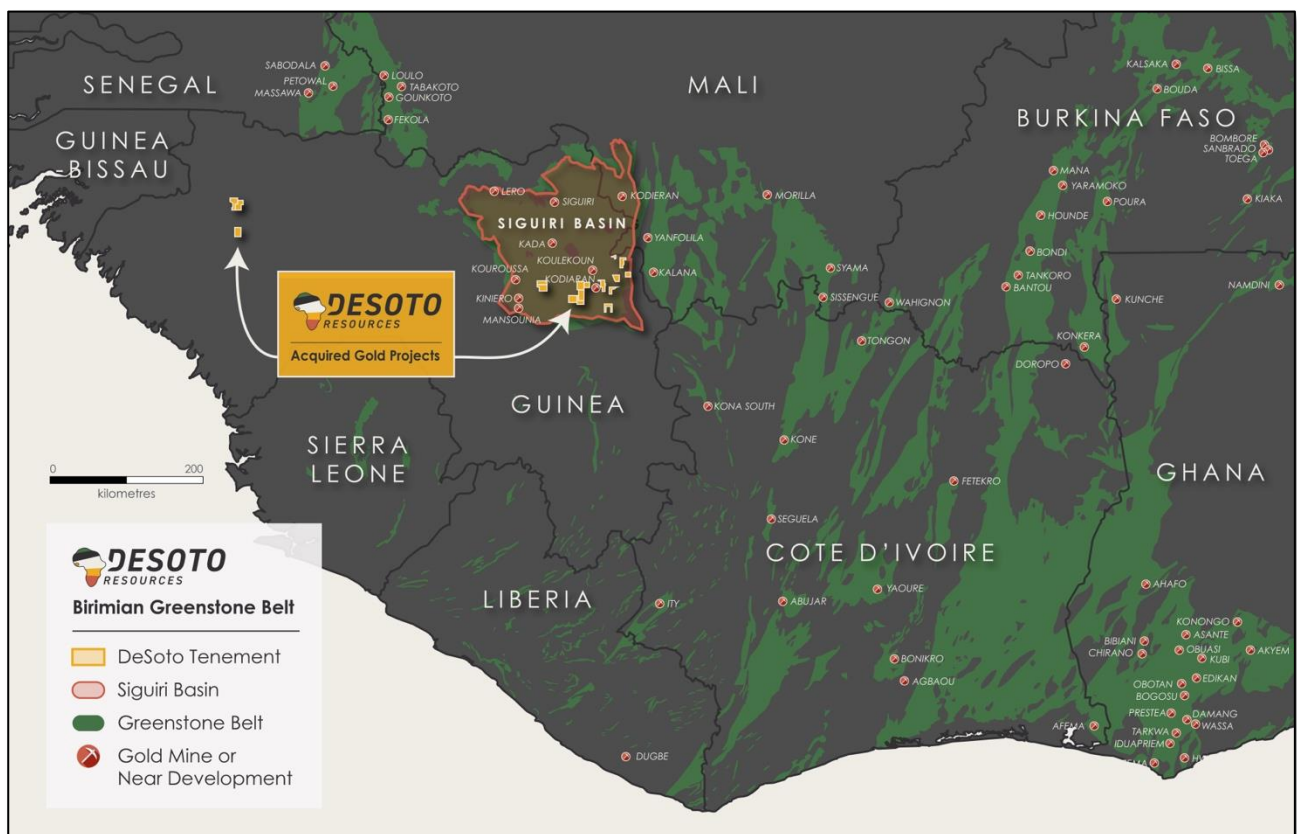 SENEGAL
SABODALA
PETOWAL
MASSAWA
LOULO
TABAKOTO
GOUNKOTO
FEKOLA
MALI
KALSAKA
BISSA
BOUDA
BURKINA FASO
BOMBORE
SANBRADO
TOEGA
GUINEA
-BISSAU
MANA
YARAMOKO
POURA
KIAKA
HOUNDE
LERO
SIGUIRI
KODIERAN
MORILLA
SIGUIRI BASIN
KADA
YANFOLILA
KOULEKOUN
KALANA
SYAMA
BONDI
KOUROUSSA
KODIARAN
TANKORO
BANTOU
NAMDINI
KINIERO
MANSOUNIA
SISSENGUE
WAHIGNON
KUNCHE
DESOTO
RESOURCES
Acquired Gold Projects
TONGON
KONKERA
DOROPO
GUINEA
KONA SOUTH
SIERRA
LEONE
KONE
GHANA
0
200
kilometres
FETEKRO
SEGUELA
COTE D'IVOIRE
LIBERIA
ITY
ABUJAR
YAOURE
AHAFO
KONONGO
ASANTE
BIBIANI
CHIRANO
OBUASI
KUBI
AKYEM
BONIKRO
AGBAOU
EDIKAN
OBOTAN
BOGOSU
PRESTEA
DAMANG
WASSA
AFEMA
TARKWA
IDUAPRIEM
DUGBE
DESOTO
RESOURCES
Birimian Greenstone Belt
DeSoto Tenement
Siguiri Basin
Greenstone Belt
Gold Mine or
Near Development